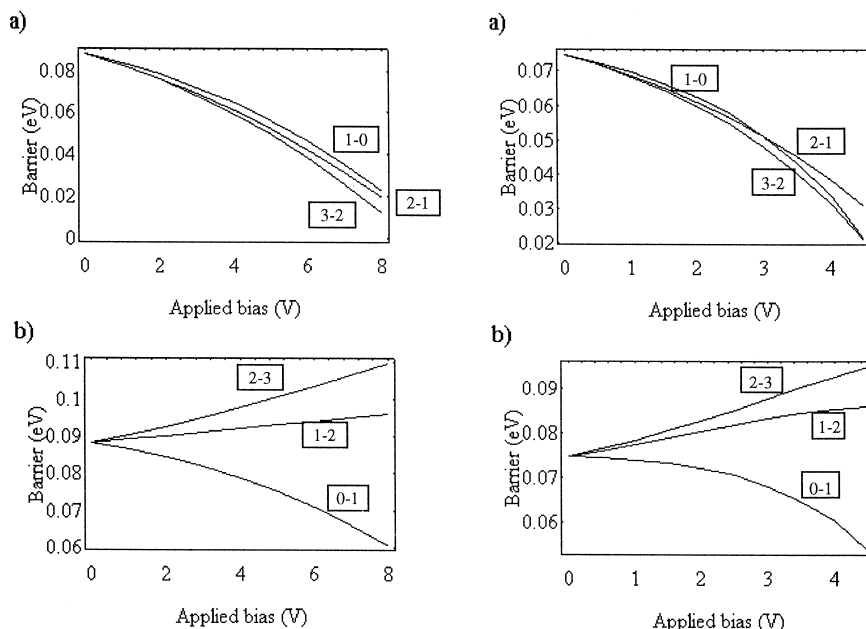 a)
0.08
0.06
0.04
0.02
0
Barrier (eV)
1-0
3-2
2-1
0 2 4 6 8
Applied bias (V)
a)
0.07
0.06
0.05
0.04
0.03
0.02
Barrier (eV)
1-0
2-1
3-2
0 1 2 3 4
Applied bias (V)
b)
0.11
0.1
0.09
0.08
0.07
0.06
Barrier (eV)
2-3
1-2
0-1
0 2 4 6 8
Applied bias (V)
b)
0.09
0.08
0.07
0.06
Barrier (eV)
2-3
1-2
0-1
0 1 2 3 4
Applied bias (V)